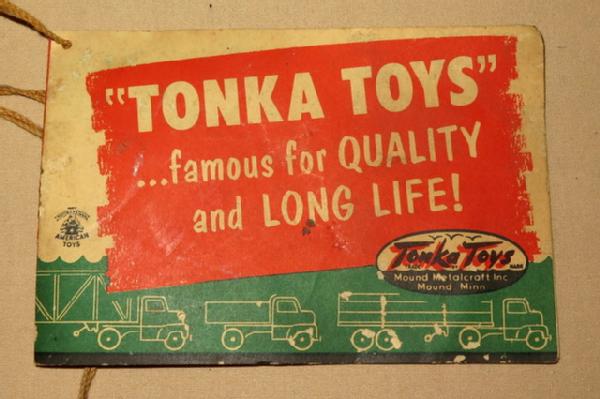 "TONKA TOYS"
...famous for QUALITY
and LONG LIFE!
AMERICAN
TOYS
Tonka Toys
Mound Metalcraft Inc
Mound, Minn